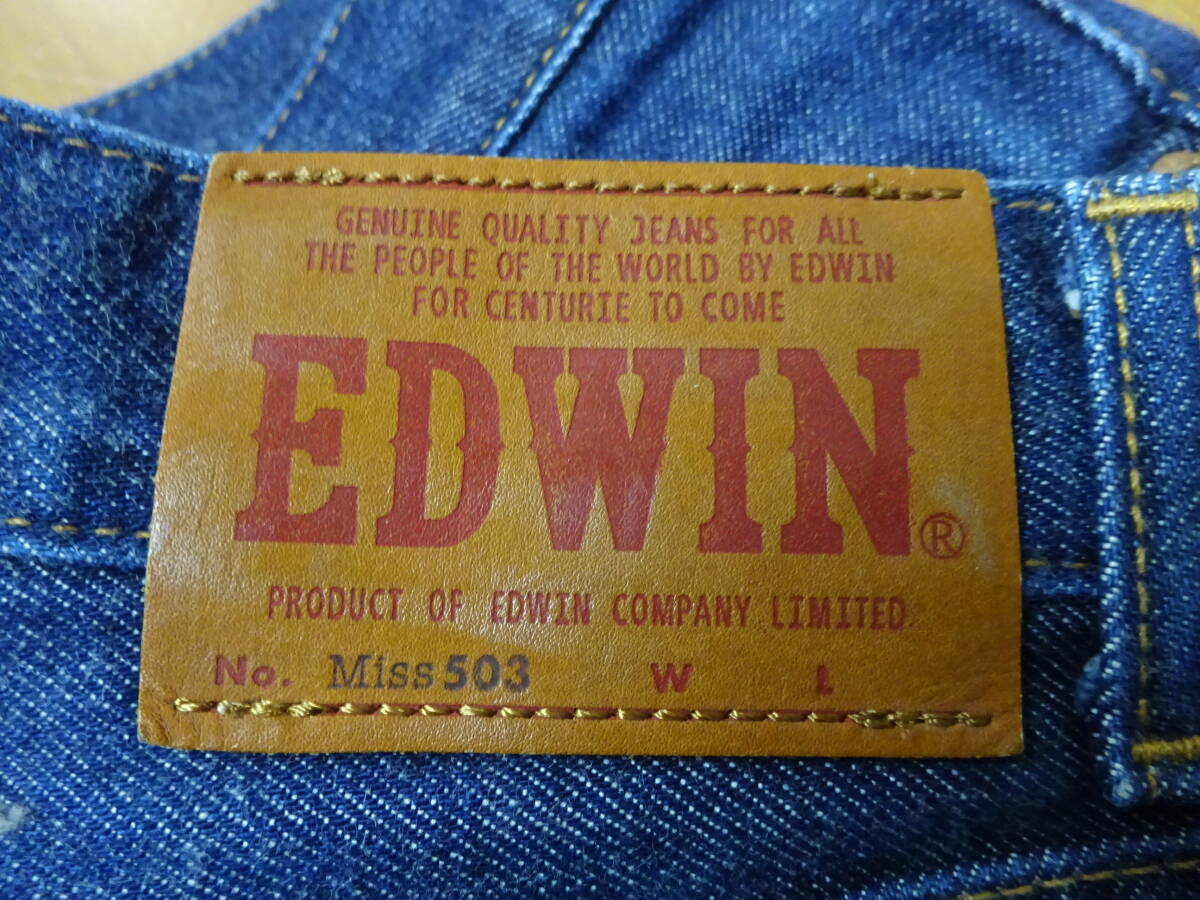 GENUINE QUALITY JEANS FOR ALL
THE PEOPLE OF THE WORLD BY EDWIN
FOR CENTURIE TO COME
EDWIN®
PRODUCT OF EDWIN COMPANY LIMITED.
No. Miss 503 W L